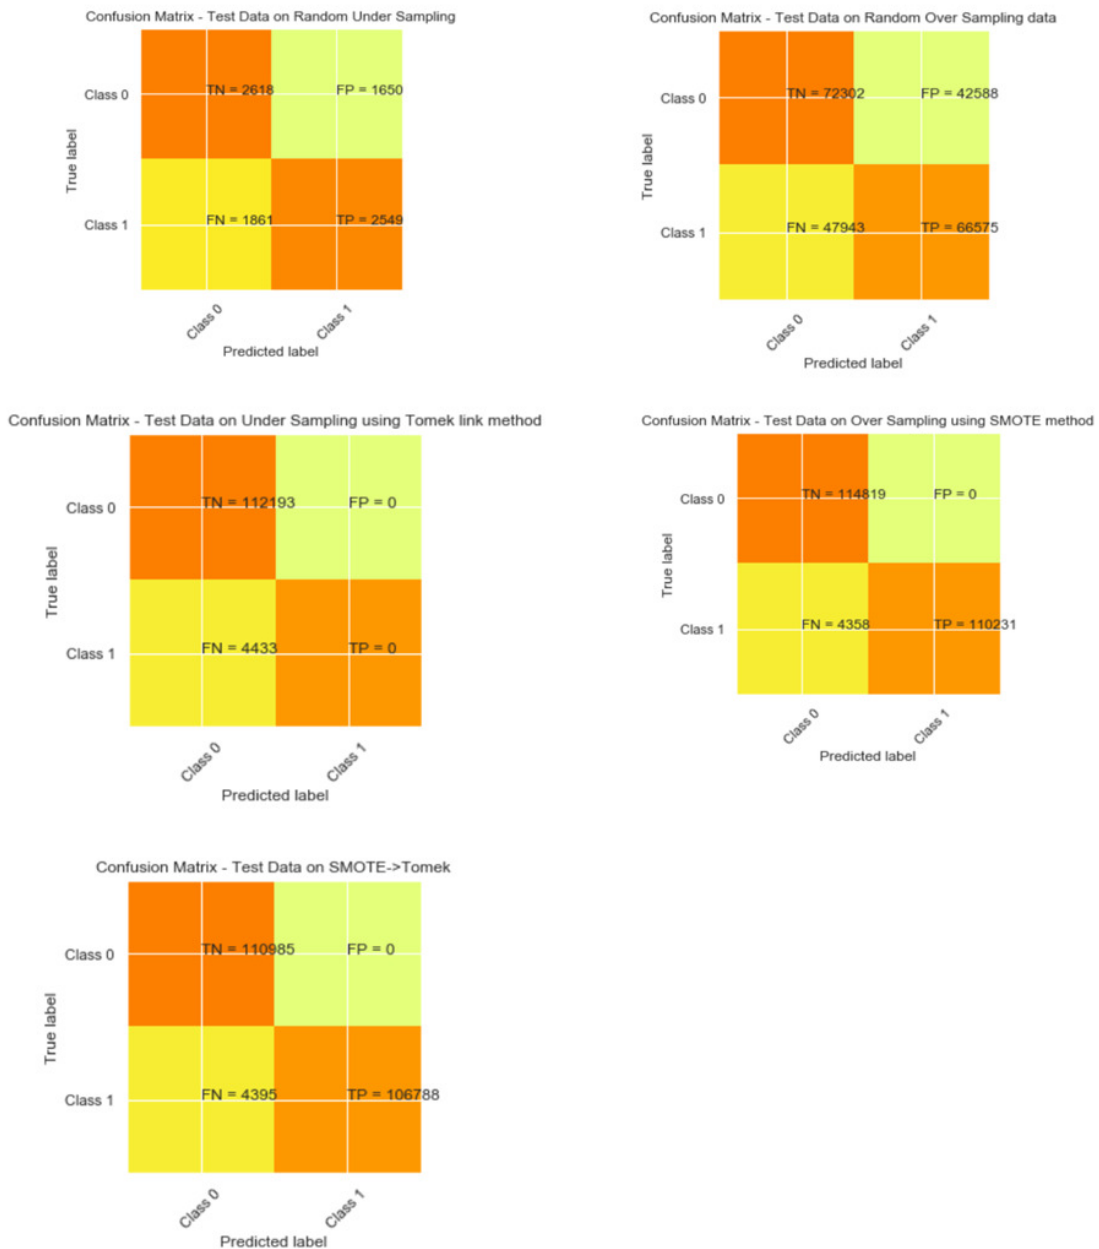 Confusion Matrix - Test Data on Random Under Sampling
TN = 2618
FP = 1650
Class 0
True label
FN = 1861
TP = 2549
Class 1
Class 0
Class 1
Predicted label
Confusion Matrix - Test Data on Random Over Sampling data
TN = 72302
FP = 42588
Class 0
True label
FN = 47943
TP = 66575
Class 1
Class 0
Class 1
Predicted label
Confusion Matrix - Test Data on Under Sampling using Tomek link method
TN = 112193
FP = 0
Class 0
True label
FN = 4433
TP = 0
Class 1
Class 0
Class 1
Predicted label
Confusion Matrix - Test Data on Over Sampling using SMOTE method
TN = 114819
FP = 0
Class 0
True label
FN = 4358
TP = 110231
Class 1
Class 0
Class 1
Predicted label
Confusion Matrix - Test Data on SMOTE->Tomek
TN = 110985
FP = 0
Class 0
True label
FN = 4395
TP = 106788
Class 1
Class 0
Class 1
Predicted label